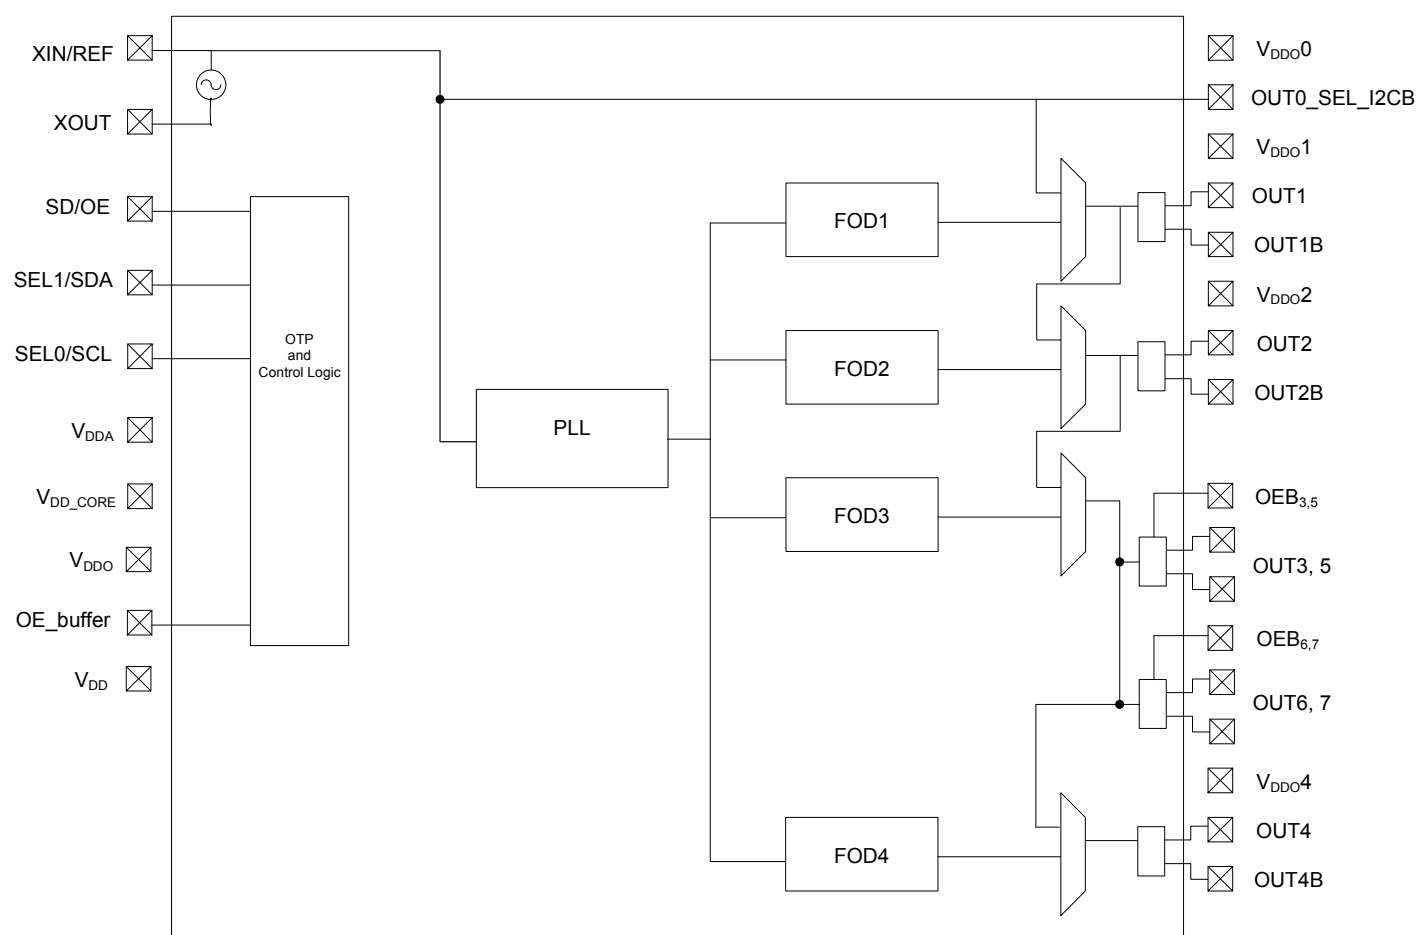 XIN/REF
XOUT
SD/OE
SEL1/SDA
SEL0/SCL
VDDA
VDD_CORE
VDDO
OE_buffer
VDD
OTP
and
Control Logic
PLL
FOD1
FOD2
FOD3
FOD4
VDDO0
OUT0_SEL_I2CB
VDDO1
OUT1
OUT1B
VDDO2
OUT2
OUT2B
OEB3,5
OUT3, 5
OEB6,7
OUT6, 7
VDDO4
OUT4
OUT4B